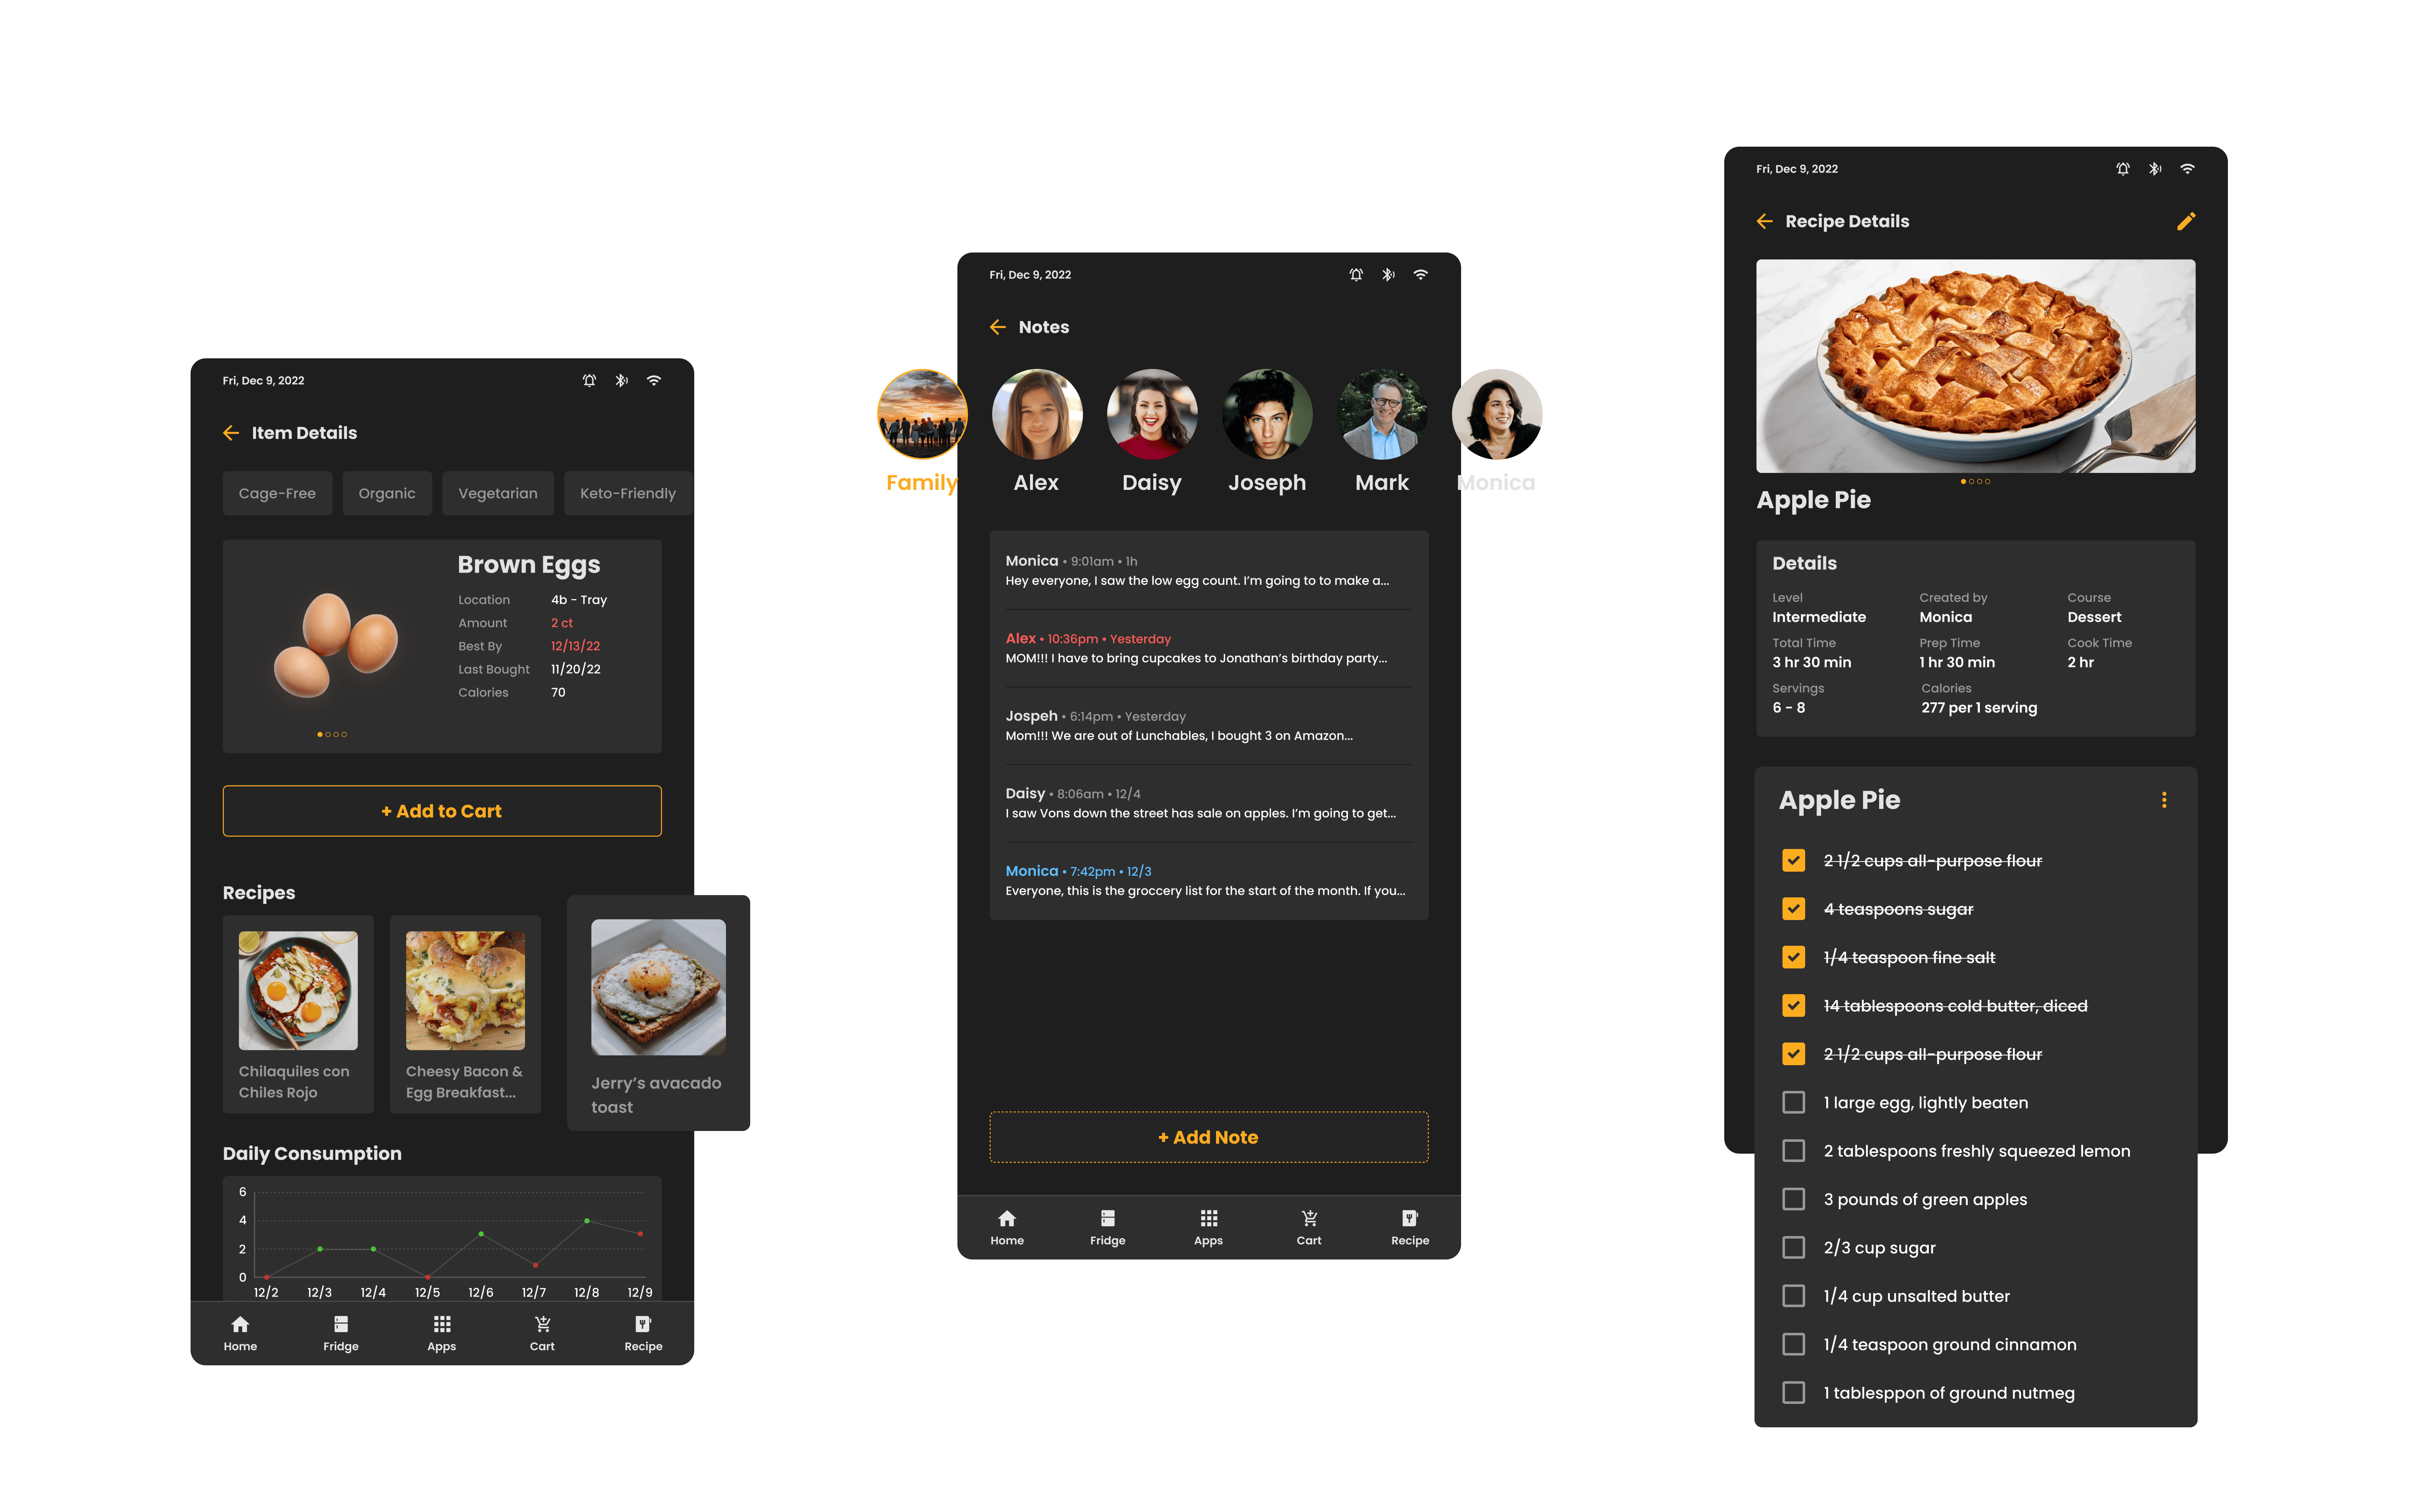 Fri, Dec 9, 2022
Item Details
Cage-Free
Organic
Vegetarian
Keto-Friendly
Brown Eggs
Location 4b - Tray
Amount 2 ct
Best By 12/13/22
Last Bought 11/20/22
Calories 70
+ Add to Cart
Recipes
Chilaquiles con
Chiles Rojo
Cheesy Bacon &
Egg Breakfast...
Jerry's avacado
toast
Daily Consumption
6
4
2
0
12/2 12/3 12/4 12/5 12/6 12/7 12/8 12/9
Home Fridge Apps Cart Recipe
Fri, Dec 9, 2022
Notes
Family Alex Daisy Joseph Mark Monica
Monica • 9:01am • 1h
Hey everyone, I saw the low egg count. I'm going to to make a...
Alex • 10:36pm • Yesterday
MOM!!! I have to bring cupcakes to Jonathan's birthday party...
Jospeh • 6:14pm • Yesterday
Mom!!! We are out of Lunchables, I bought 3 on Amazon...
Daisy • 8:06am • 12/4
I saw Vons down the street has sale on apples. I'm going to get...
Monica • 7:42pm • 12/3
Everyone, this is the groccery list for the start of the month. If you...
+ Add Note
Home Fridge Apps Cart Recipe
Fri, Dec 9, 2022
Recipe Details
Apple Pie
Details
Level Created by Course
Intermediate Monica Dessert
Total Time Prep Time Cook Time
3 hr 30 min 1 hr 30 min 2 hr
Servings Calories
6 - 8 277 per 1 serving
Apple Pie
2 1/2 cups all-purpose flour
4 teaspoons sugar
1/4 teaspoon fine salt
14 tablespoons cold butter, diced
2 1/2 cups all-purpose flour
1 large egg, lightly beaten
2 tablespoons freshly squeezed lemon
3 pounds of green apples
2/3 cup sugar
1/4 cup unsalted butter
1/4 teaspoon ground cinnamon
1 tablesppon of ground nutmeg